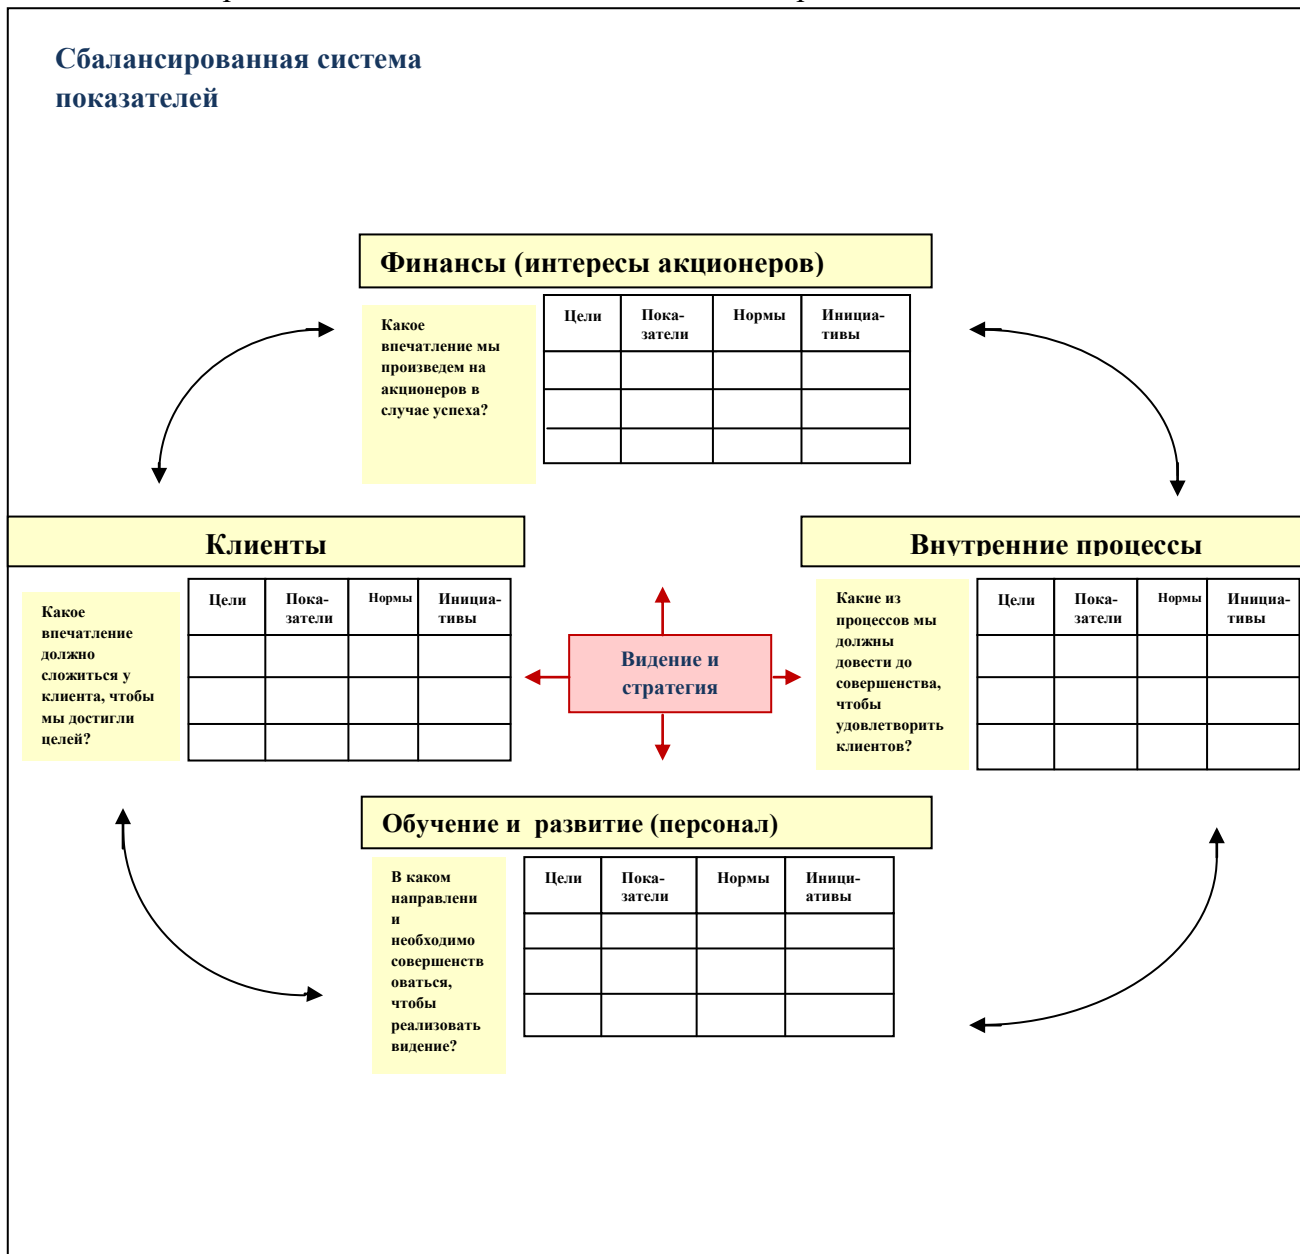 Сбалансированная система
показателей
Финансы (интересы акционеров)
Какое
впечатление мы
произведем на
акционеров в
случае успеха?
Цели Пока- Нормы Инициа-
затели тивы
Клиенты
Какое
впечатление
должно
сложиться у
клиента, чтобы
мы достигли
целей?
Цели Пока- Нормы Инициа-
затели тивы
Видение и
стратегия
Внутренние процессы
Какие из
процессов мы
должны
довести до
совершенства,
чтобы
удовлетворить
клиентов?
Цели Пока- Нормы Инициа-
затели тивы
Обучение и развитие (персонал)
В каком
направлени
и
необходимо
совершенств
оваться,
чтобы
реализовать
видение?
Цели Пока- Нормы Иници-
затели ативы